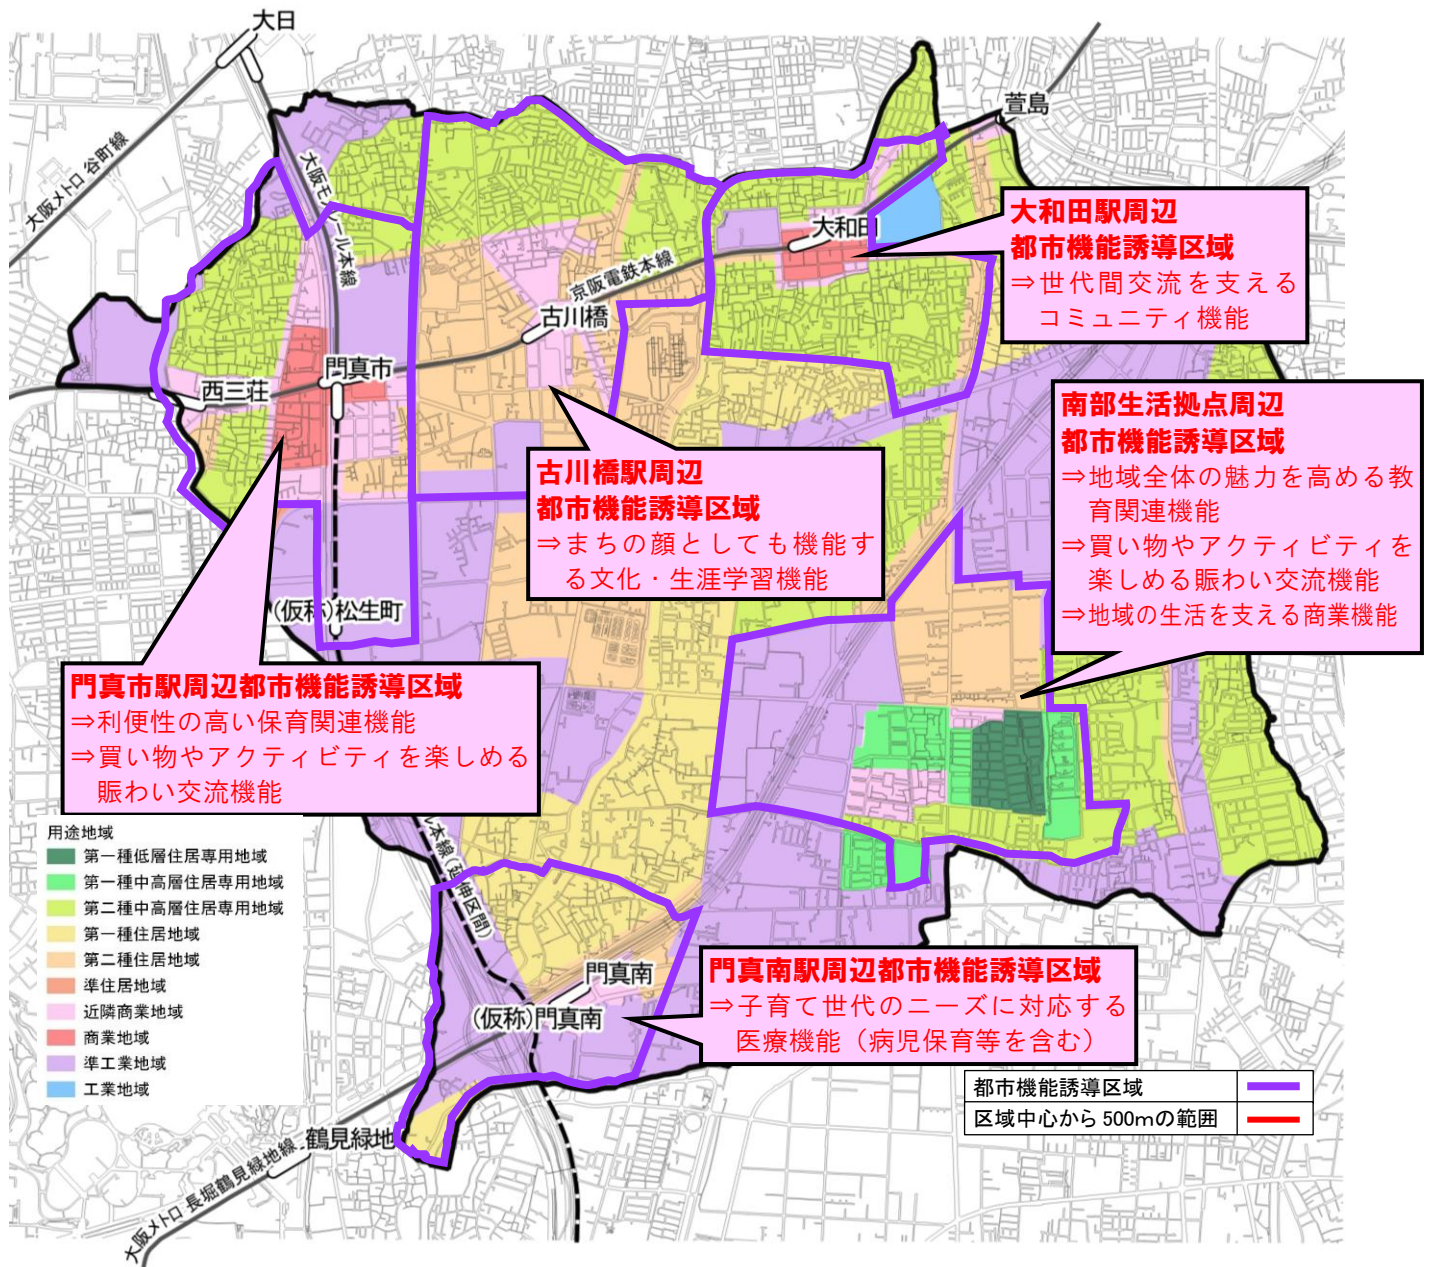 大日
大阪メトロ 谷町線
大阪モノレール本線
萱島
大和田
京阪電鉄本線
古川橋
門真市
西三荘
(仮称)松生町
大和田駅周辺
都市機能誘導区域
⇒世代間交流を支える
コミュニティ機能
南部生活拠点周辺
都市機能誘導区域
⇒地域全体の魅力を高める教
育関連機能
⇒買い物やアクティビティを
楽しめる賑わい交流機能
⇒地域の生活を支える商業機能
古川橋駅周辺
都市機能誘導区域
⇒まちの顔としても機能す
る文化・生涯学習機能
門真市駅周辺都市機能誘導区域
⇒利便性の高い保育関連機能
⇒買い物やアクティビティを楽しめる
賑わい交流機能
用途地域
第一種低層住居専用地域
第一種中高層住居専用地域
第二種中高層住居専用地域
第一種住居地域
第二種住居地域
準住居地域
近隣商業地域
商業地域
準工業地域
工業地域
ル本線(延伸区間)
門真南
(仮称)門真南
門真南駅周辺都市機能誘導区域
⇒子育て世代のニーズに対応する
医療機能（病児保育等を含む）
鶴見緑地
大阪メトロ 長堀鶴見緑地線
都市機能誘導区域
区域中心から 500mの範囲